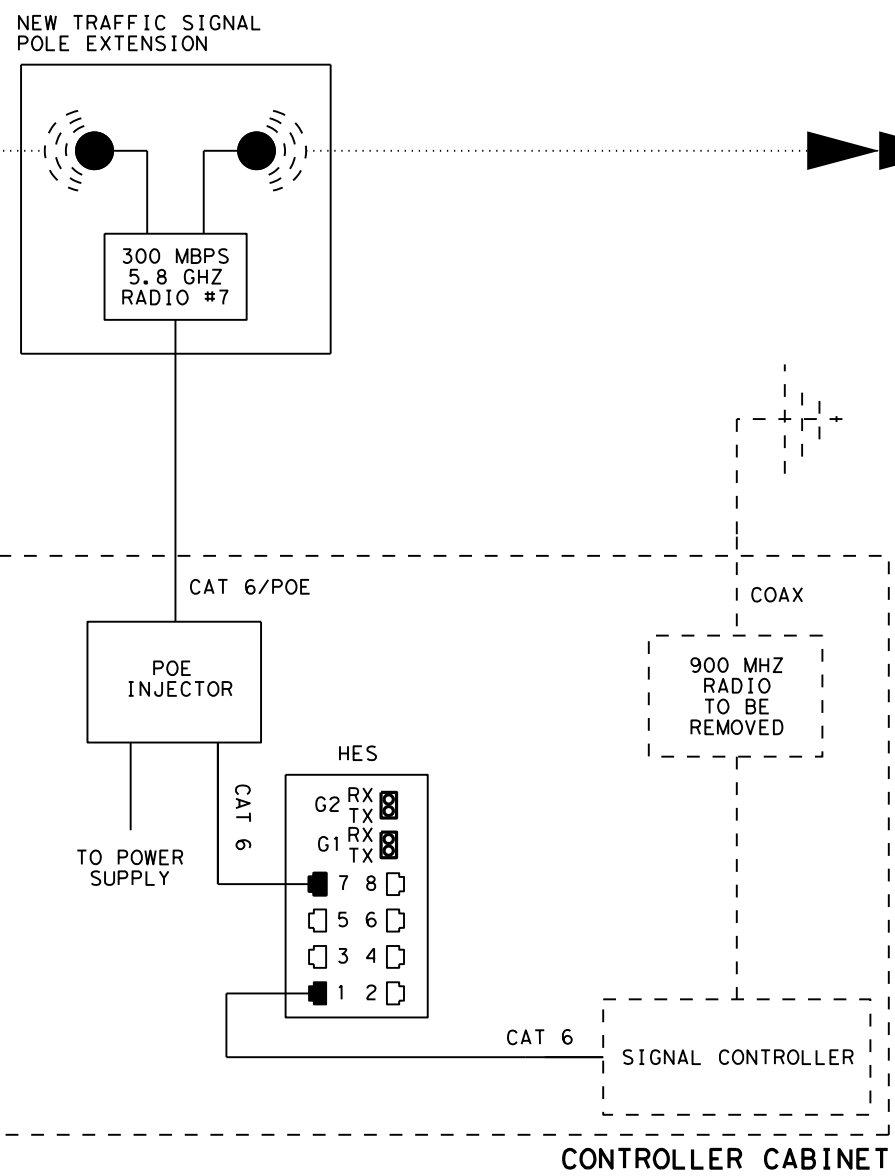 NEW TRAFFIC SIGNAL
POLE EXTENSION
300 MBPS
5.8 GHZ
RADIO #7
CAT 6/POE
COAX
POE
INJECTOR
900 MHZ
RADIO
TO BE
REMOVED
HES
CAT 6
G2 RX
TX
G1 RX
TX
TO POWER
SUPPLY
7 8
5 6
3 4
1 2
CAT 6
SIGNAL CONTROLLER
CONTROLLER CABINET